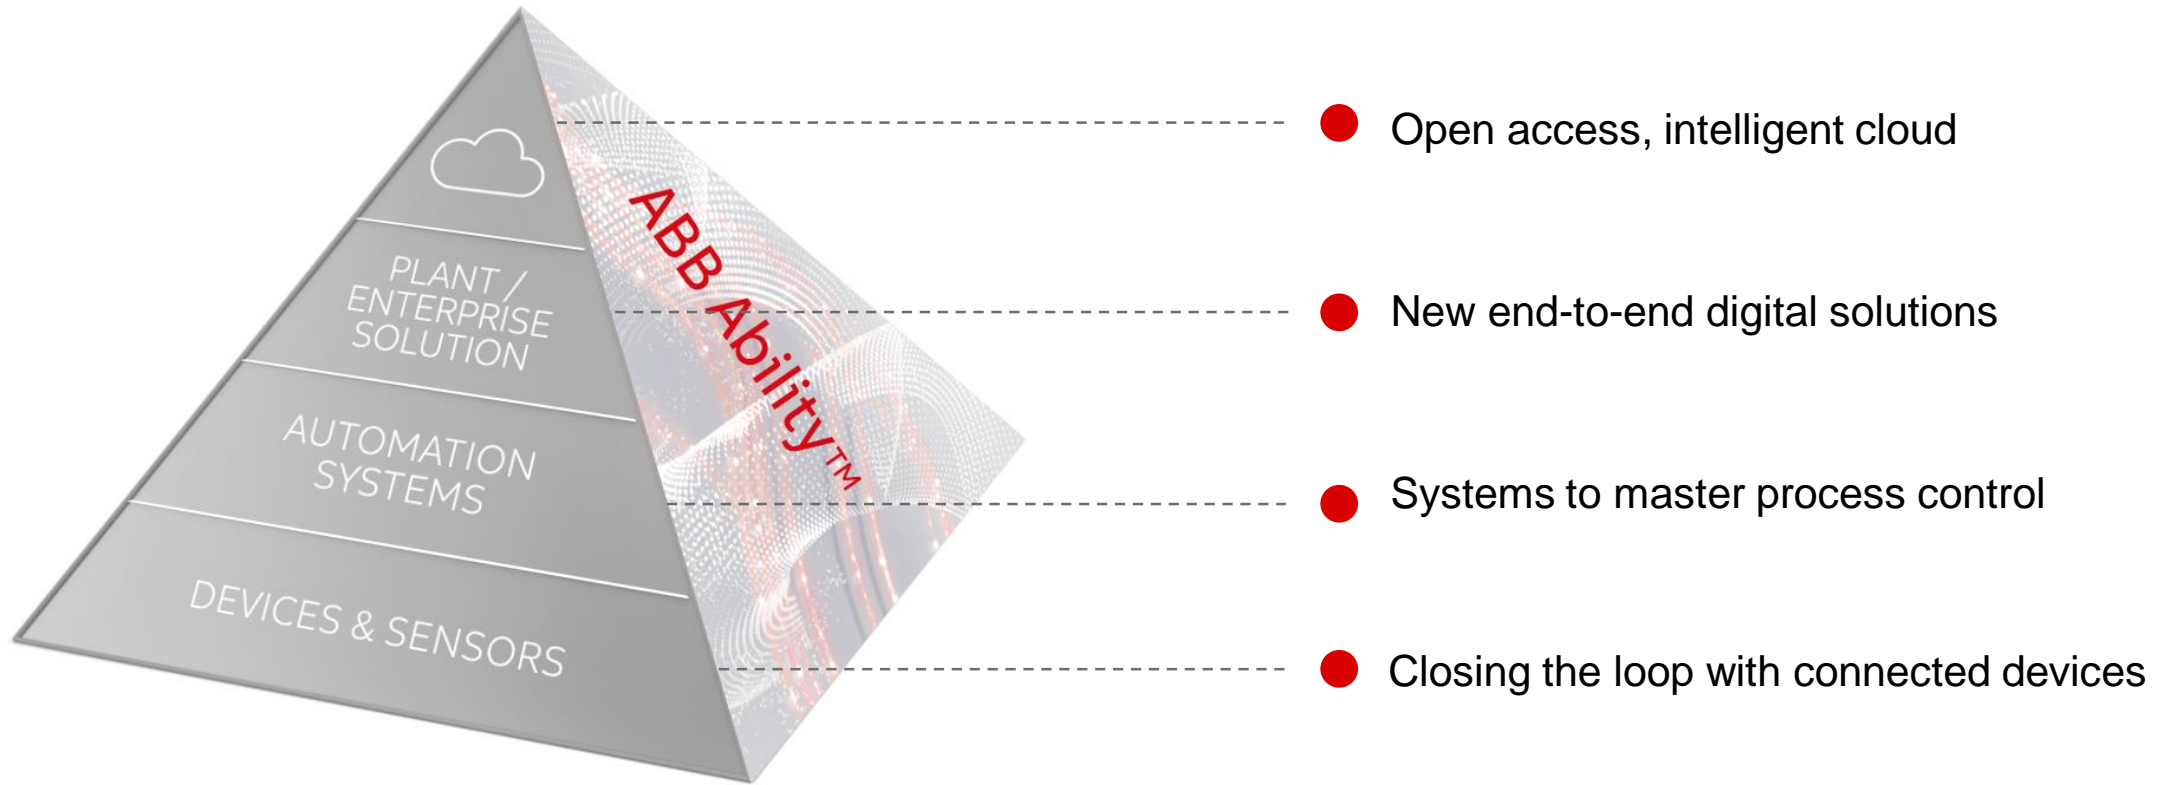 Open access, intelligent cloud
PLANT /
ENTERPRISE
SOLUTION
ABB Ability™
New end-to-end digital solutions
AUTOMATION
SYSTEMS
Systems to master process control
DEVICES & SENSORS
Closing the loop with connected devices